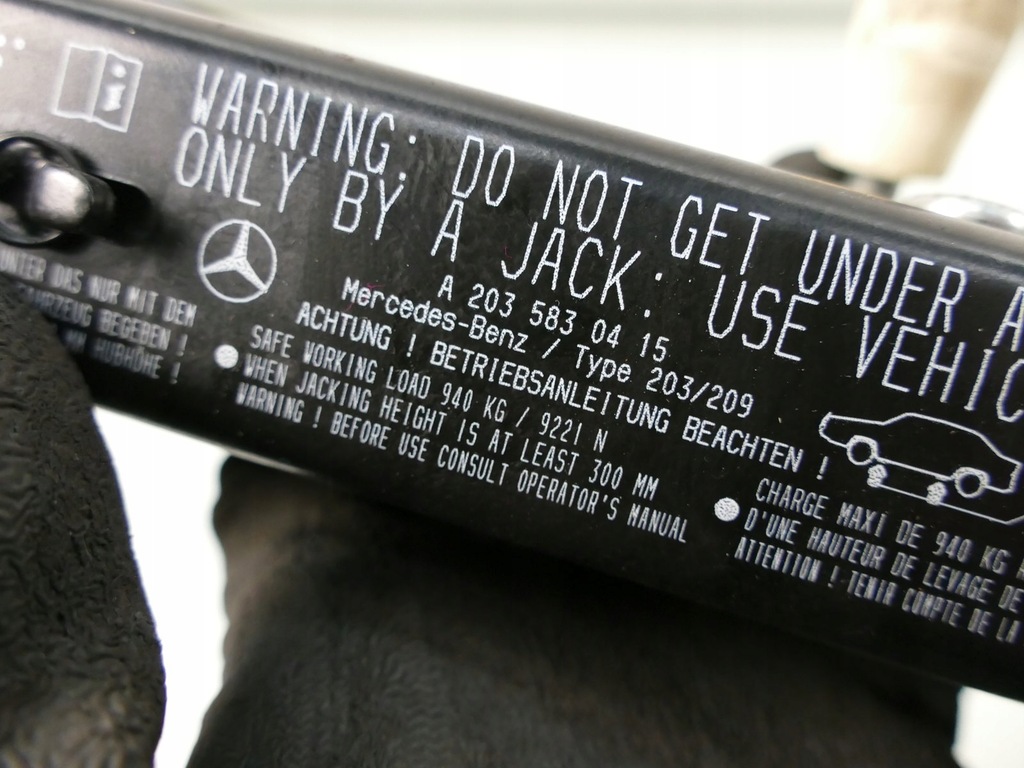 WARNING: DO NOT GET UNDER A
ONLY BY A JACK: USE VEHIC
A 203 583 04 15
Mercedes-Benz / Type 203/209
ACHTUNG ! BETRIEBSANLEITUNG BEACHTEN !
UNTER DAS NUR MIT DEM
FAHRZEUG BEGEBEN !
HUBHÖHE !
SAFE WORKING LOAD 940 KG / 9221 N
WHEN JACKING HEIGHT IS AT LEAST 300 MM
WARNING ! BEFORE USE CONSULT OPERATOR'S MANUAL
CHARGE MAXI DE 940 KG
D'UNE HAUTEUR DE LEVAGE DE
ATTENTION ! TENIR COMPTE DE LA